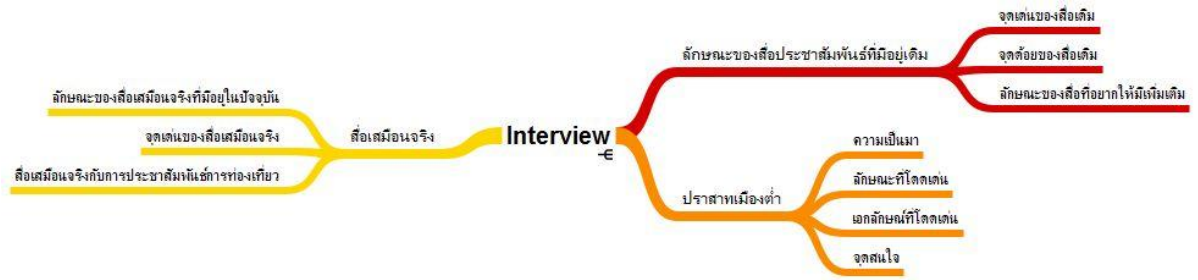 Interview
ลักษณะของสื่อประชาสัมพันธ์ที่มีอยู่เดิม
จุดเด่นของสื่อเดิม
จุดด้อยของสื่อเดิม
ลักษณะของสื่อที่อยากให้มีเพิ่มเติม
ปราสาทเมืองต่ำ
ความเป็นมา
ลักษณะที่โดดเด่น
เอกลักษณ์ที่โดดเด่น
จุดสนใจ
สื่อเสมือนจริง
ลักษณะของสื่อเสมือนจริงที่มีอยู่ในปัจจุบัน
จุดเด่นของสื่อเสมือนจริง
สื่อเสมือนจริงกับการประชาสัมพันธ์การท่องเที่ยว